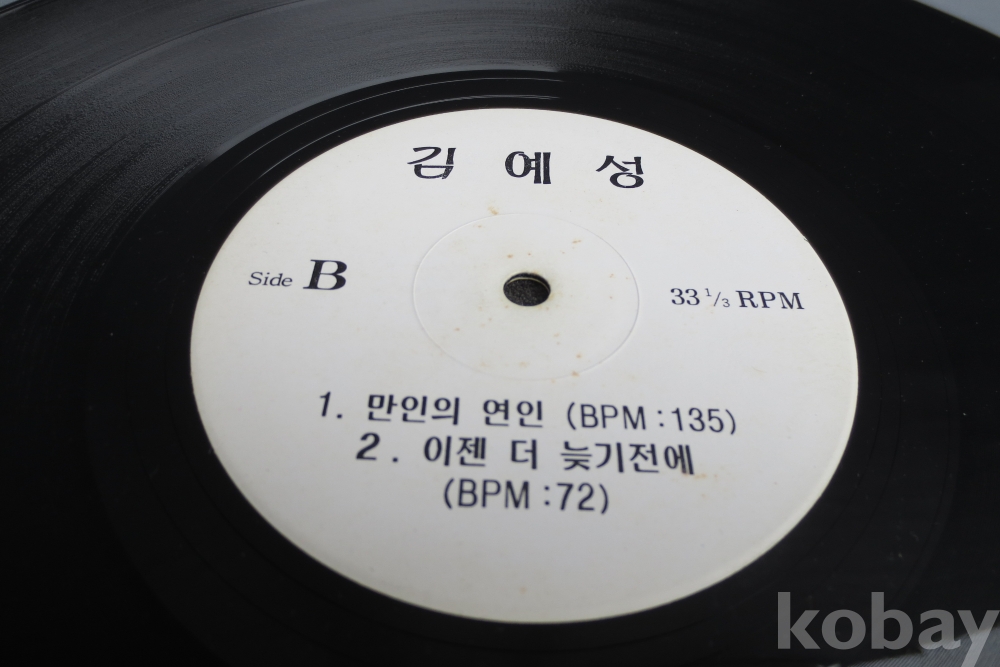 김 예 성
Side B
33 1/3 RPM
1. 만인의 연인 (BPM : 135)
2. 이젠 더 늦기전에
(BPM : 72)
kobay